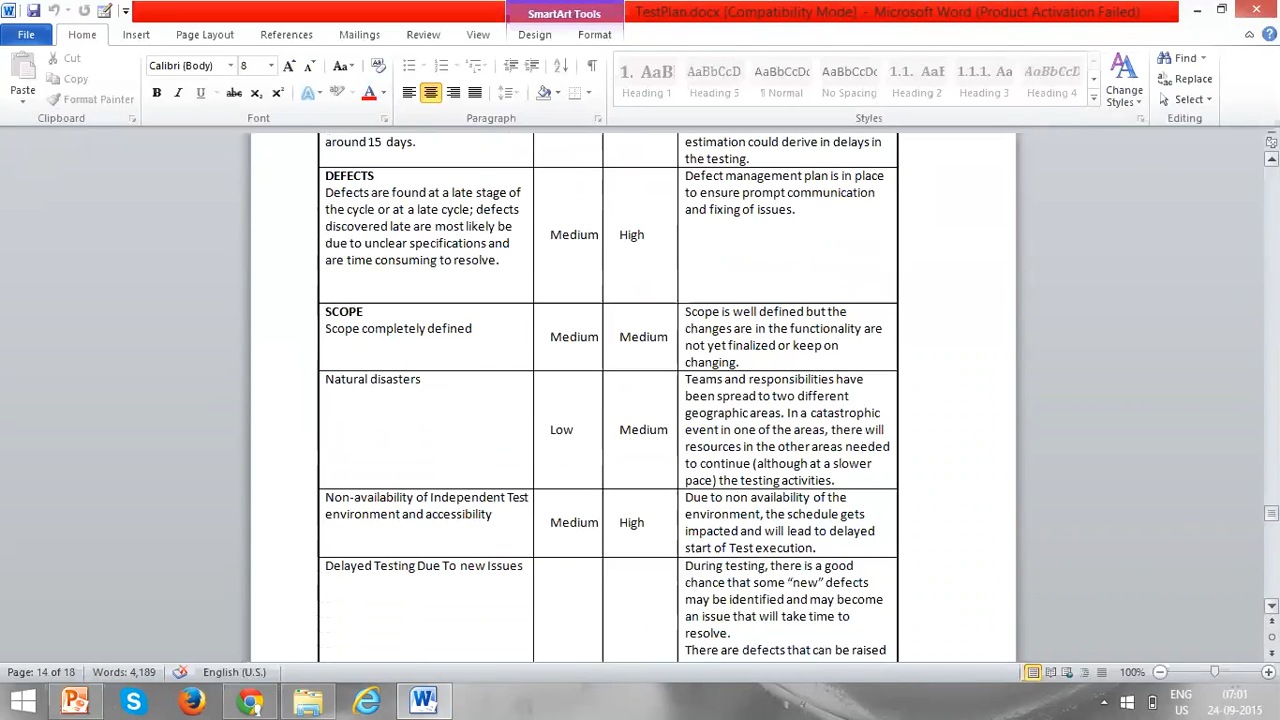 SmartArt Tools
TestPlan.docx [Compatibility Mode] - Microsoft Word (Product Activation Failed)
File Home Insert Page Layout References Mailings Review View Design Format
Paste
Cut
Copy
Format Painter
Clipboard
Calibri (Body) 8
Font
Paragraph
1. AaBl AaBbCcD AaBbCcDc AaBbCcDc 1.1. AaE 1.1.1. Aa AaBbCcD
Heading 1 Heading 5 ¶ Normal No Spacing Heading 2 Heading 3 Heading 4
Styles
Change
Styles
Find
Replace
Select
Editing
around 15 days.
estimation could derive in delays in
the testing.
DEFECTS
Defects are found at a late stage of
the cycle or at a late cycle; defects
discovered late are most likely be
due to unclear specifications and
are time consuming to resolve.
Medium
High
Defect management plan is in place
to ensure prompt communication
and fixing of issues.
SCOPE
Scope completely defined
Medium
Medium
Scope is well defined but the
changes are in the functionality are
not yet finalized or keep on
changing.
Natural disasters
Low
Medium
Teams and responsibilities have
been spread to two different
geographic areas. In a catastrophic
event in one of the areas, there will
resources in the other areas needed
to continue (although at a slower
pace) the testing activities.
Non-availability of Independent Test
environment and accessibility
Medium
High
Due to non availability of the
environment, the schedule gets
impacted and will lead to delayed
start of Test execution.
Delayed Testing Due To new Issues
During testing, there is a good
chance that some “new” defects
may be identified and may become
an issue that will take time to
resolve.
There are defects that can be raised
Page: 14 of 18 Words: 4,189 English (U.S.) 100%
ENG 07:01
US 24-09-2015